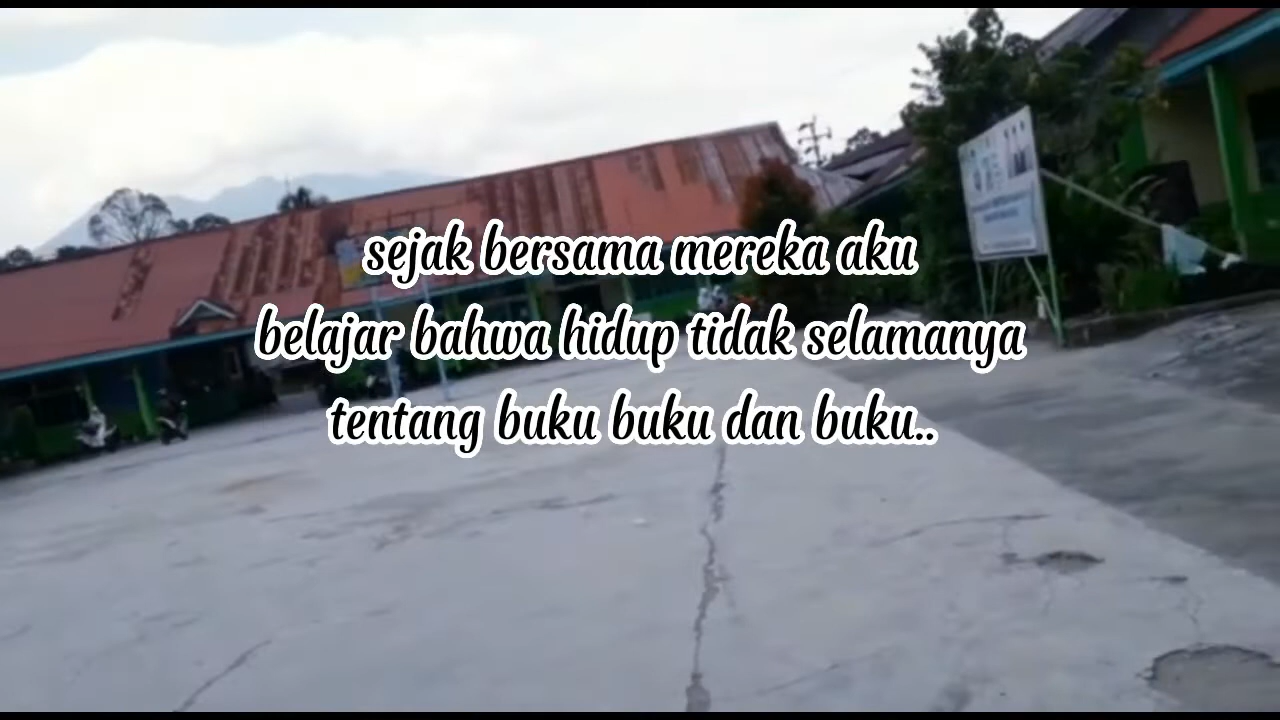 sejak bersama mereka aku
belajar bahwa hidup tidak selamanya
tentang buku buku dan buku..